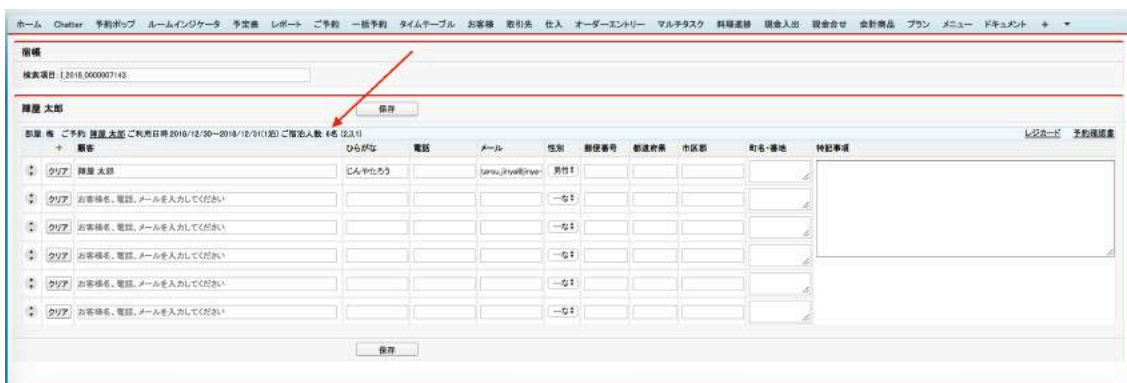 ホーム Chatter 予約ポップ ルームインジケータ 予定表 レポート ご予約 一括予約 タイムテーブル お客様 取引先 仕入 オーダーエントリー マルチタスク 料理進捗 現金入出 現金合せ 会計商品 プラン メニュー ドキュメント +
宿帳
検索項目: I_2018_0000007143
陣屋 太郎 保存
部屋: 梅 ご予約: 陣屋 太郎 ご利用日時:2018/12/30～2018/12/31(1泊) ご宿泊人数: 6名 (2,3,1) レジカード 予約確認書
+ 顧客 ひらがな 電話 メール 性別 郵便番号 都道府県 市区郡 町名・番地 特記事項
クリア 陣屋 太郎 じんやたろう 男性
クリア お客様名、電話、メールを入力してください --な
クリア お客様名、電話、メールを入力してください --な
クリア お客様名、電話、メールを入力してください --な
クリア お客様名、電話、メールを入力してください --な
クリア お客様名、電話、メールを入力してください --な
保存